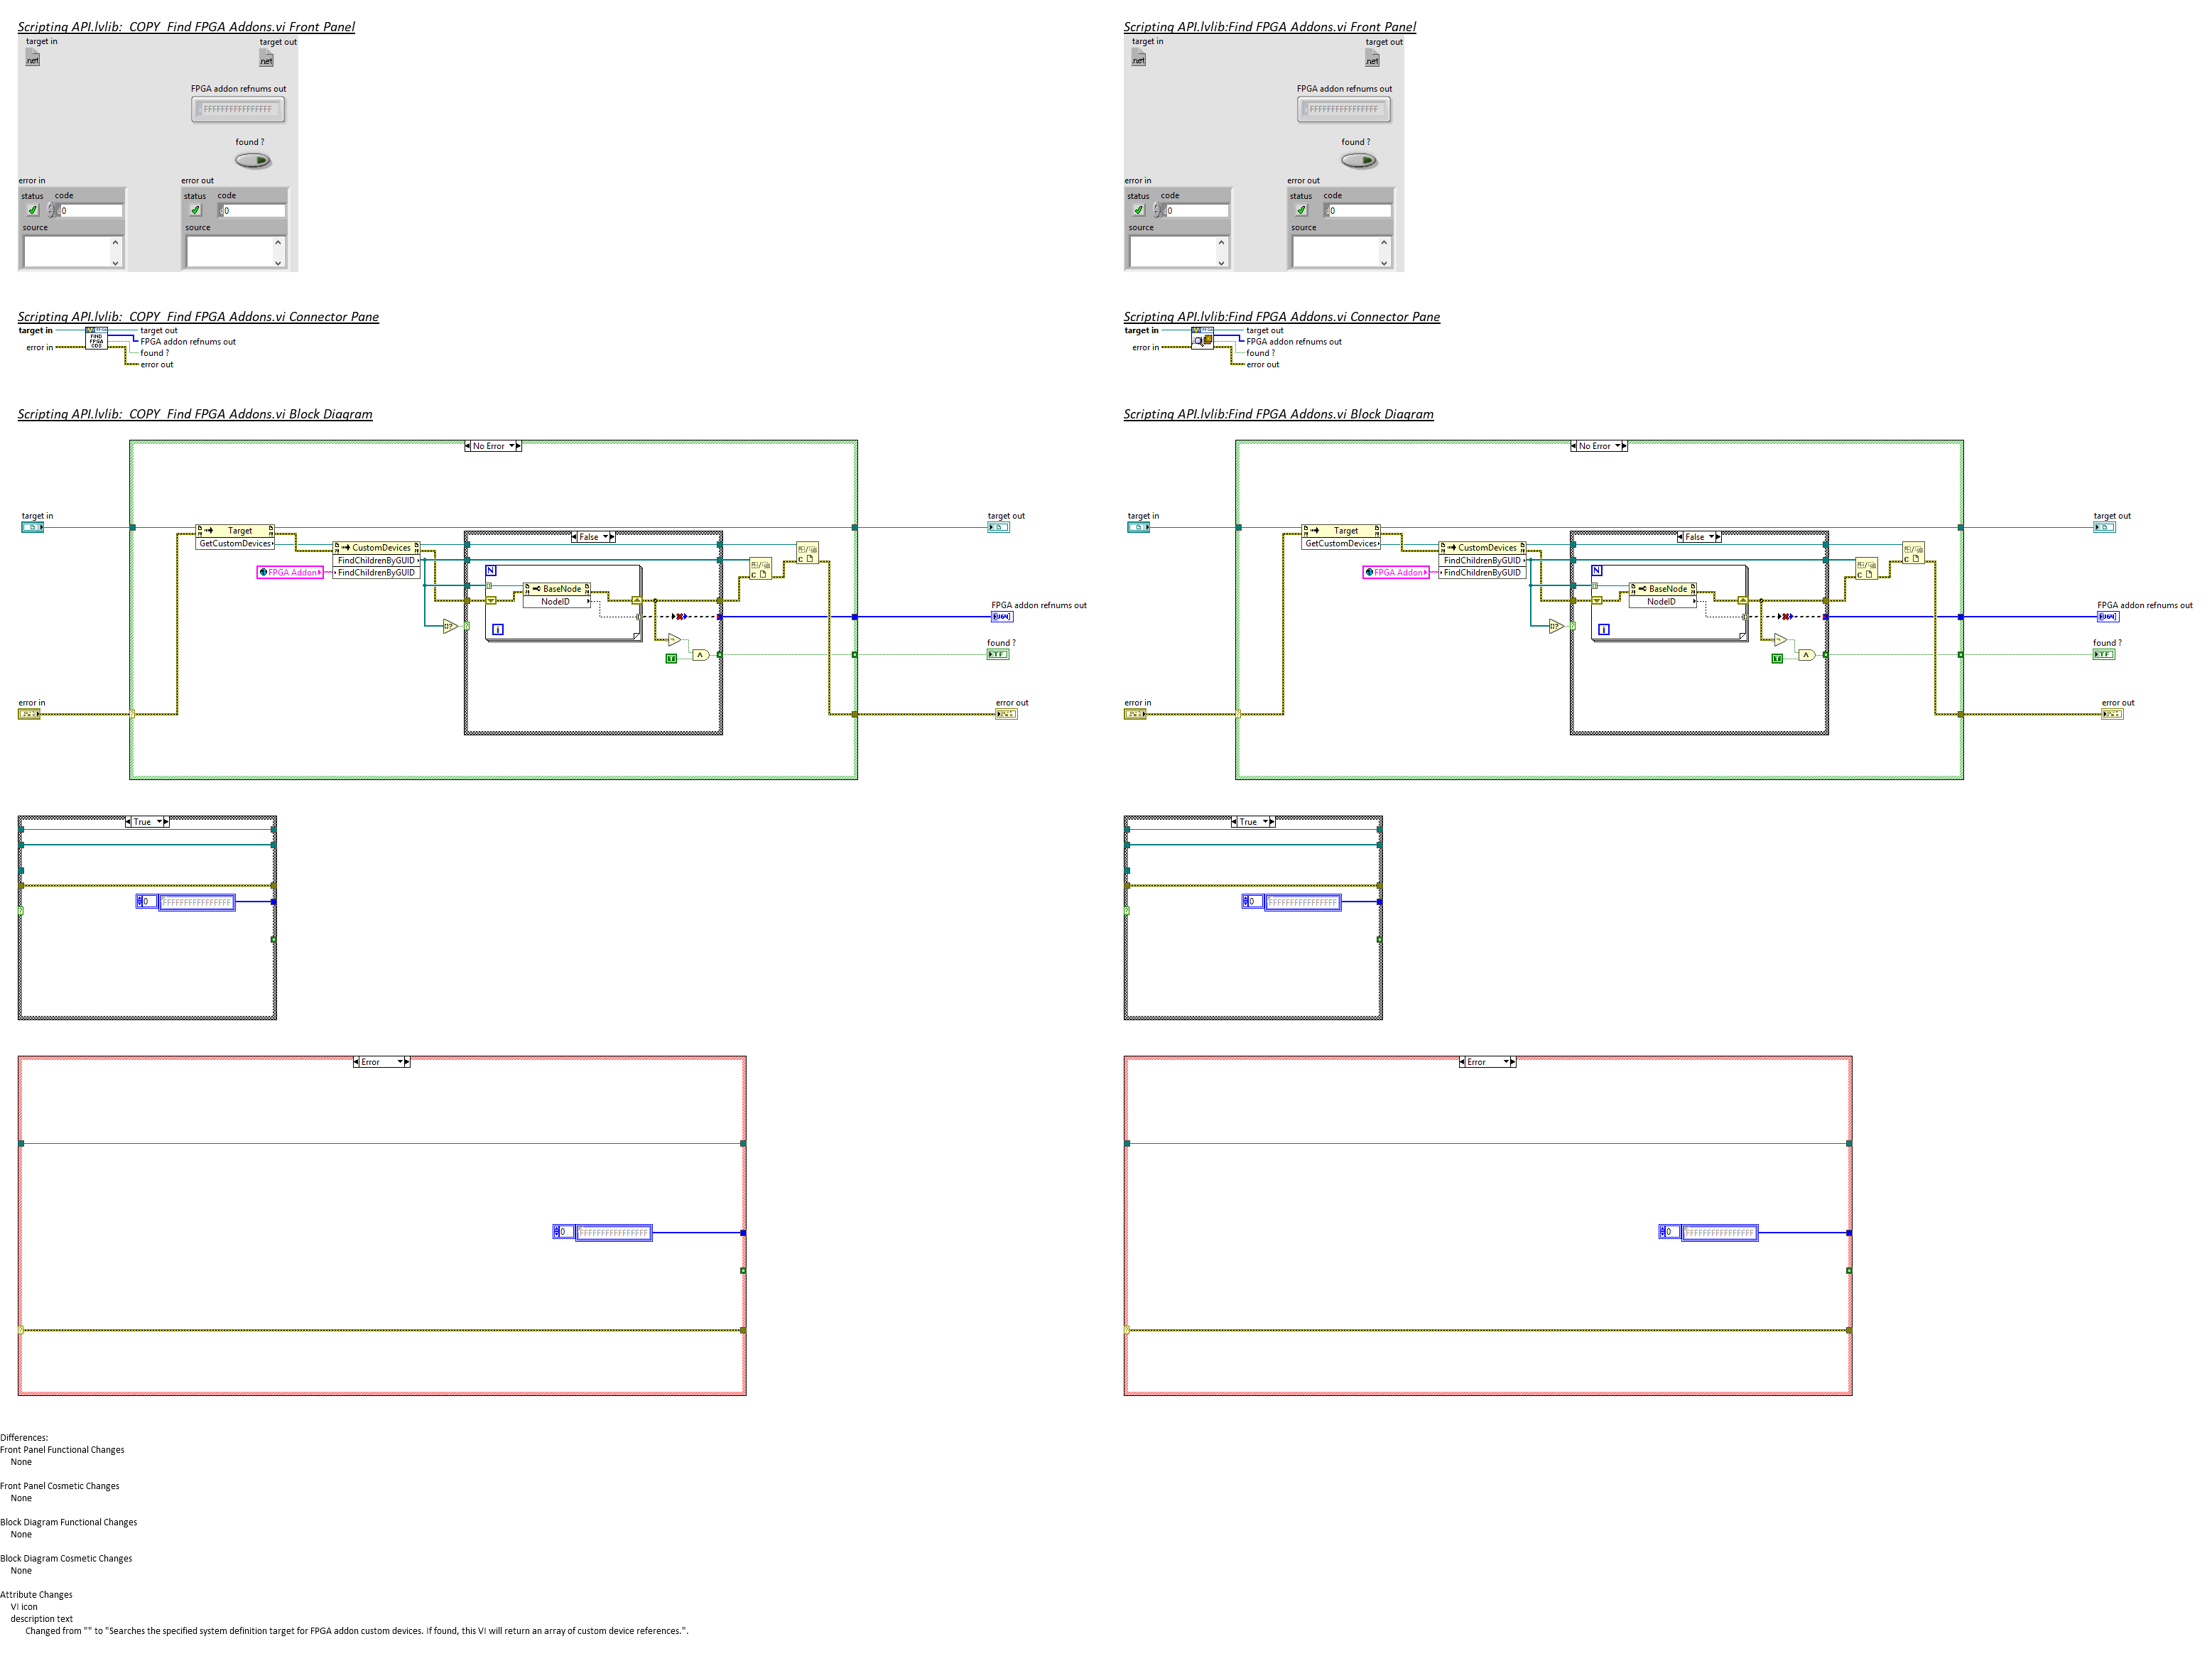 Scripting API.lvlib:_COPY_Find FPGA Addons.vi Front Panel
target in
target out
.net
.net
FPGA addon refnums out
FFFFFFFFFFFFFFFF
found ?
error in
error out
status code
status code
0
0
source
source
Scripting API.lvlib:_COPY_Find FPGA Addons.vi Connector Pane
target in
target out
FPGA addon refnums out
found ?
error in
error out
FIND
FPGA
CDS
Scripting API.lvlib:_COPY_Find FPGA Addons.vi Block Diagram
No Error
target in
target out
Target
GetCustomDevices
CustomDevices
FindChildrenByGUID
FPGA Addon
FindChildrenByGUID
False
N
BaseNode
NodeID
i
FPGA addon refnums out
found ?
T
TF
error in
error out
True
0
FFFFFFFFFFFFFFFF
Error
0
FFFFFFFFFFFFFFFF
Scripting API.lvlib:Find FPGA Addons.vi Front Panel
target in
target out
.net
.net
FPGA addon refnums out
FFFFFFFFFFFFFFFF
found ?
error in
error out
status code
status code
0
0
source
source
Scripting API.lvlib:Find FPGA Addons.vi Connector Pane
target in
target out
FPGA addon refnums out
found ?
error in
error out
Scripting API.lvlib:Find FPGA Addons.vi Block Diagram
No Error
target in
target out
Target
GetCustomDevices
CustomDevices
FindChildrenByGUID
FPGA Addon
FindChildrenByGUID
False
N
BaseNode
NodeID
i
FPGA addon refnums out
found ?
T
TF
error in
error out
True
0
FFFFFFFFFFFFFFFF
Error
0
FFFFFFFFFFFFFFFF
Differences:
Front Panel Functional Changes
None
Front Panel Cosmetic Changes
None
Block Diagram Functional Changes
None
Block Diagram Cosmetic Changes
None
Attribute Changes
VI icon
description text
Changed from "" to "Searches the specified system definition target for FPGA addon custom devices. If found, this VI will return an array of custom device references.".